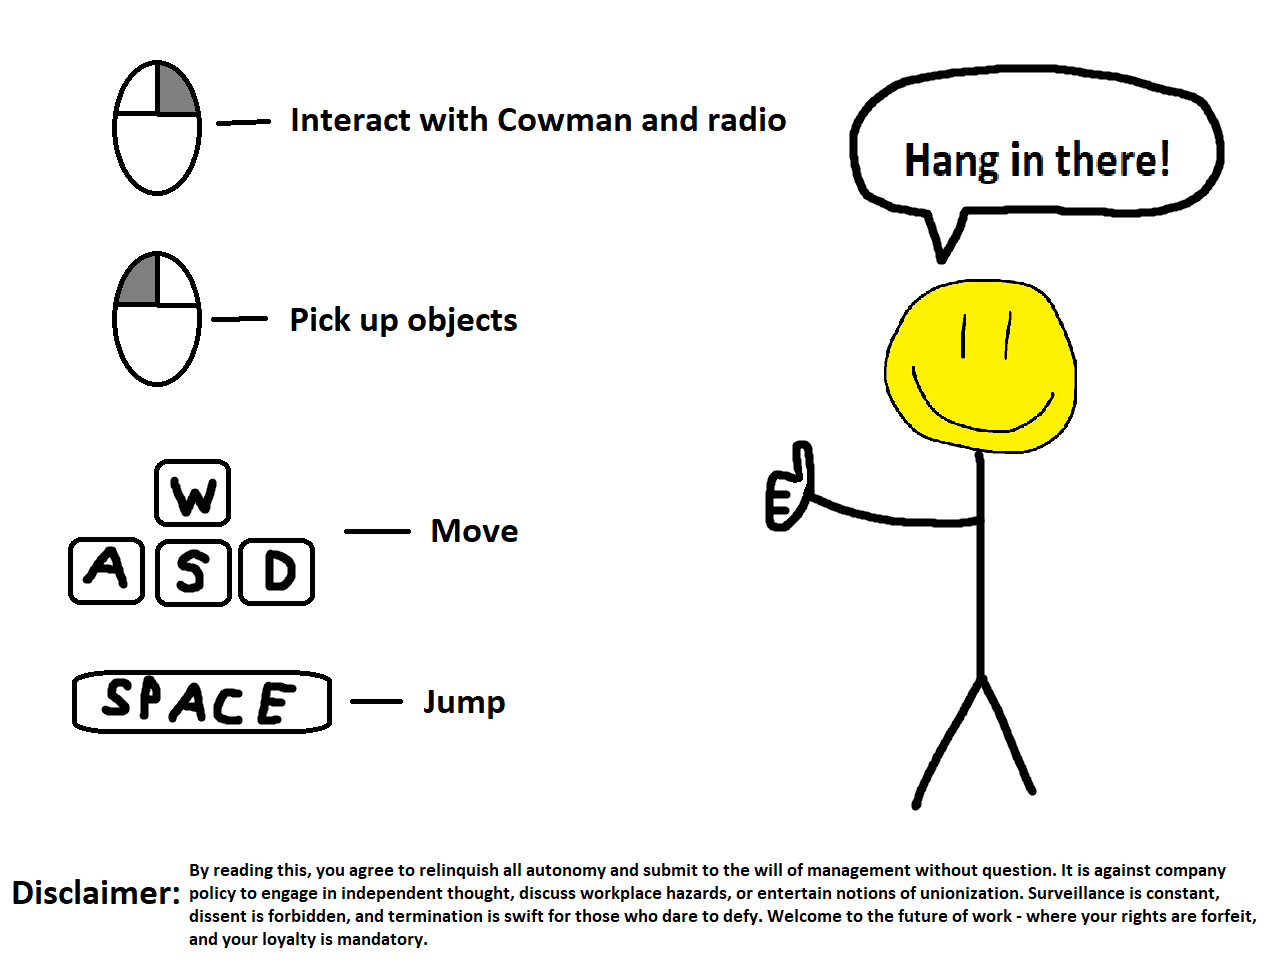 Interact with Cowman and radio
Hang in there!
Pick up objects
W
A S D
Move
SPACE
Jump
Disclaimer:
By reading this, you agree to relinquish all autonomy and submit to the will of management without question. It is against company
policy to engage in independent thought, discuss workplace hazards, or entertain notions of unionization. Surveillance is constant,
dissent is forbidden, and termination is swift for those who dare to defy. Welcome to the future of work - where your rights are forfeit,
and your loyalty is mandatory.